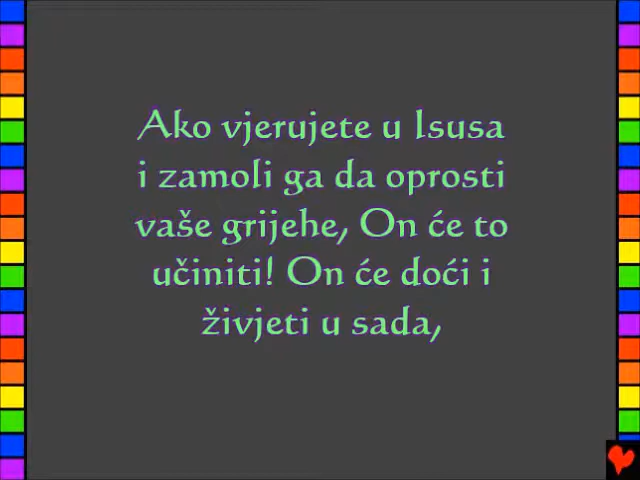 Ako vjerujete u Isusa
i zamoli ga da oprosti
vaše grijehe, On će to
učiniti! On će doći i
živjeti u sada,